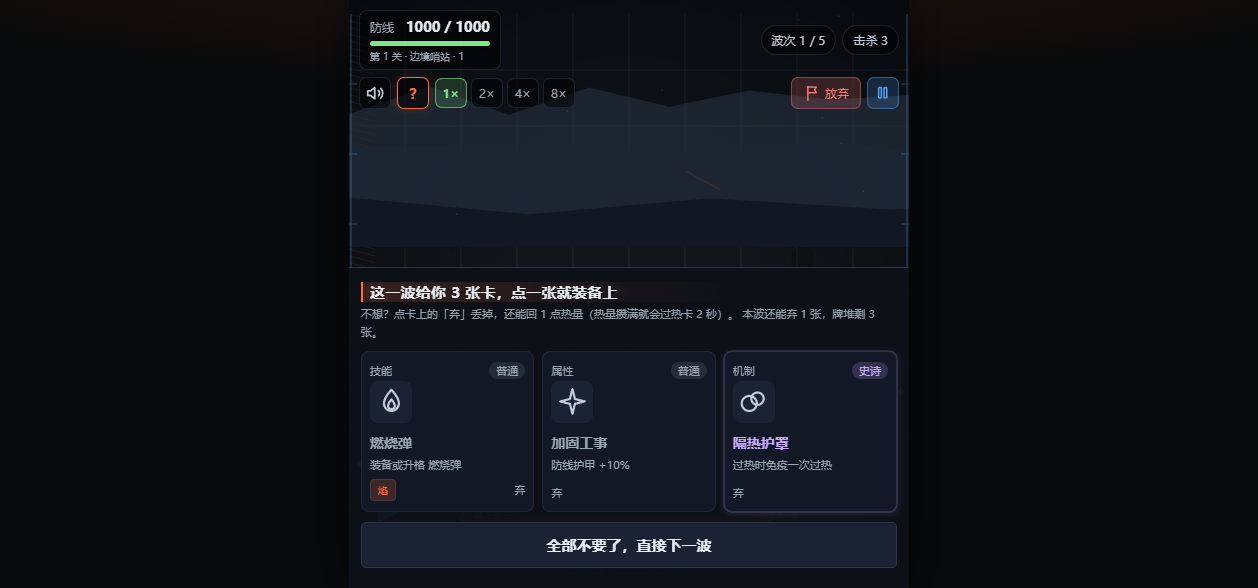 防线 1000 / 1000
第 1 关 · 边境哨站 · 1
波次 1 / 5
击杀 3
?
1×
2×
4×
8×
放弃
这一波给你 3 张卡，点一张就装备上
不想？点卡上的「弃」丢掉，还能回 1 点热量（热量攒满就会过热卡 2 秒）。 本波还能弃 1 张，牌堆剩 3
张。
技能
普通
燃烧弹
装备或升格 燃烧弹
焰
弃
属性
普通
加固工事
防线护甲 +10%
弃
机制
史诗
隔热护罩
过热时免疫一次过热
弃
全部不要了，直接下一波